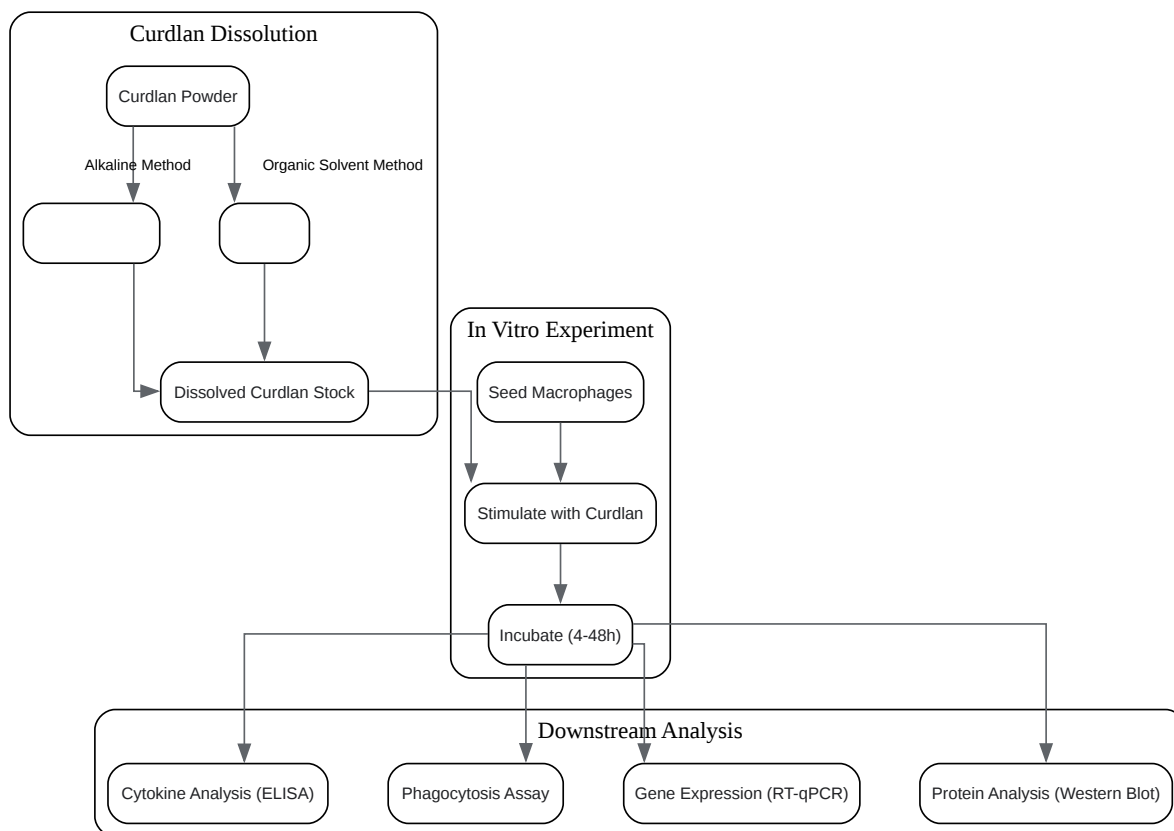 Curdlan Dissolution
Curdlan Powder
Alkaline Method
Organic Solvent Method
Dissolved Curdlan Stock
In Vitro Experiment
Seed Macrophages
Stimulate with Curdlan
Incubate (4-48h)
Downstream Analysis
Cytokine Analysis (ELISA)
Phagocytosis Assay
Gene Expression (RT-qPCR)
Protein Analysis (Western Blot)